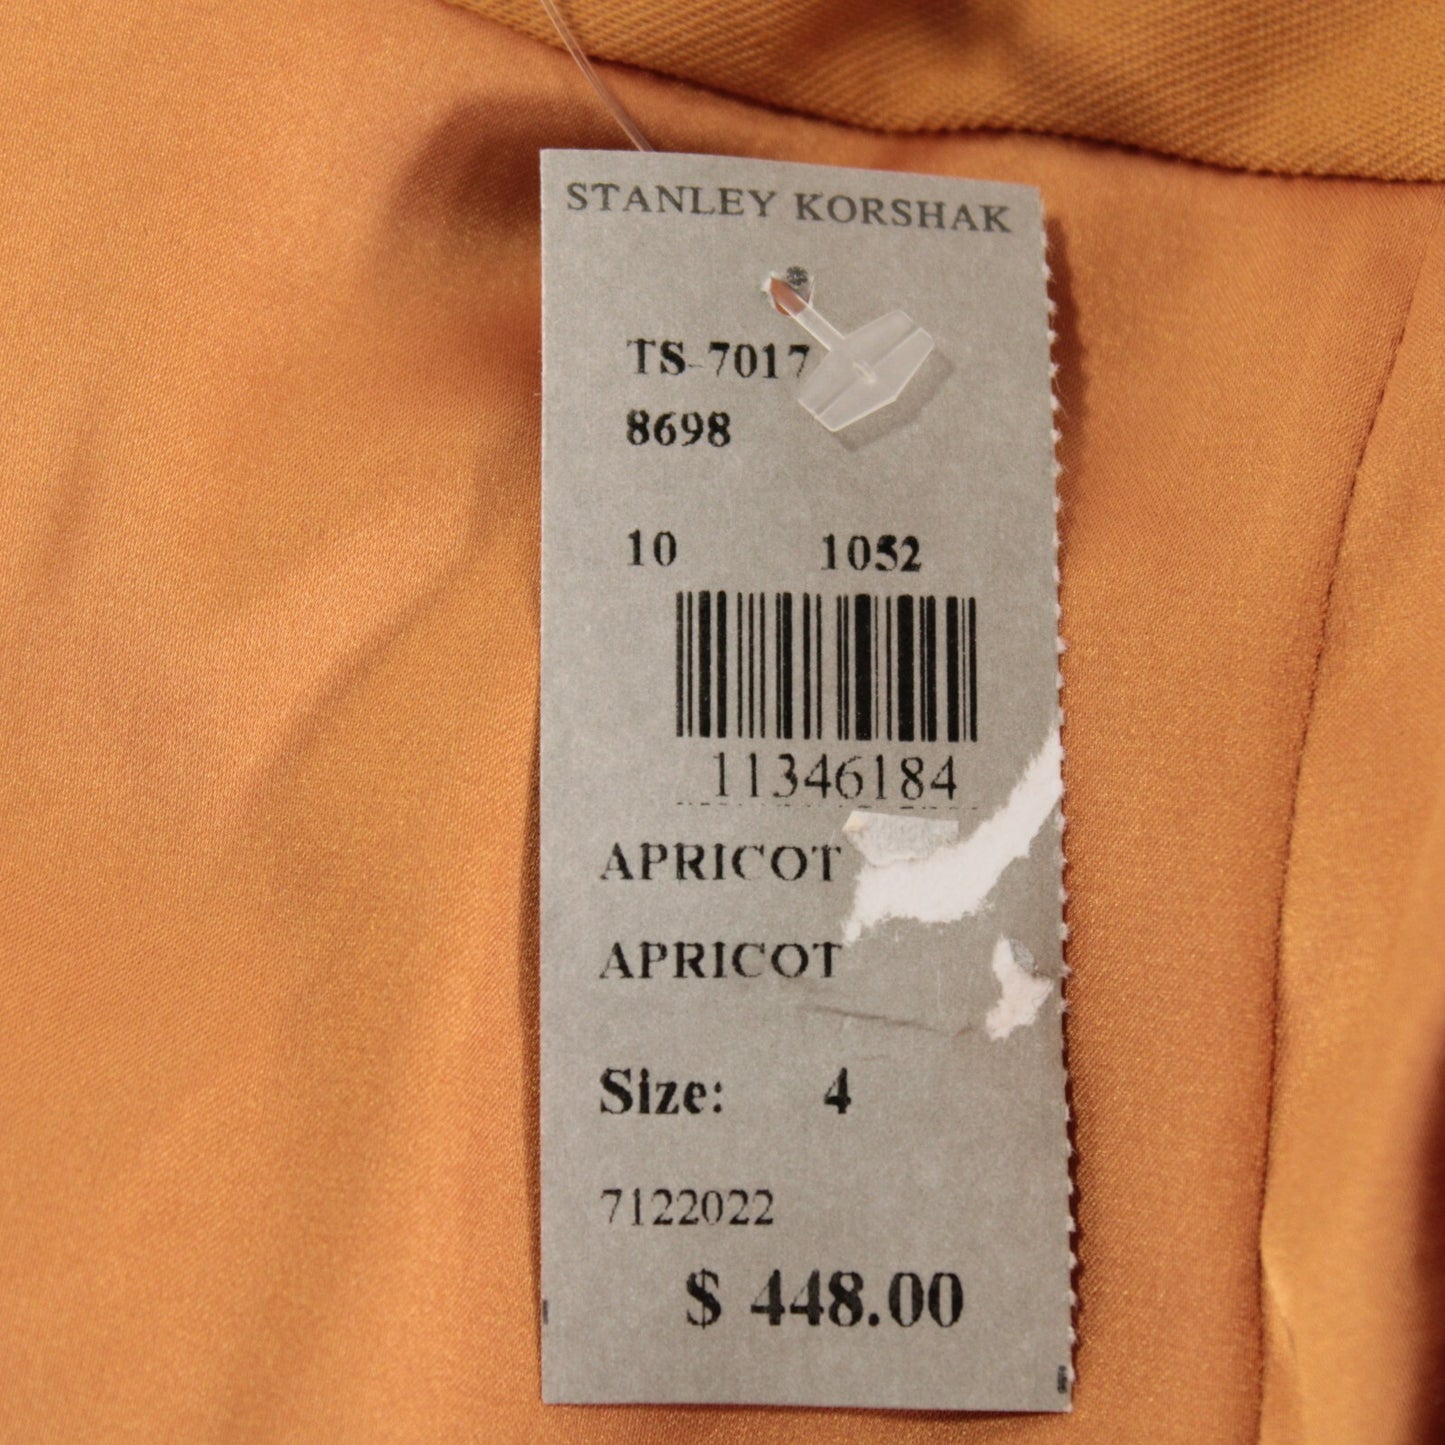 STANLEY KORSHAK
TS-7017
8698
10 1052
11346184
APRICOT
APRICOT
Size: 4
7122022
$ 448.00